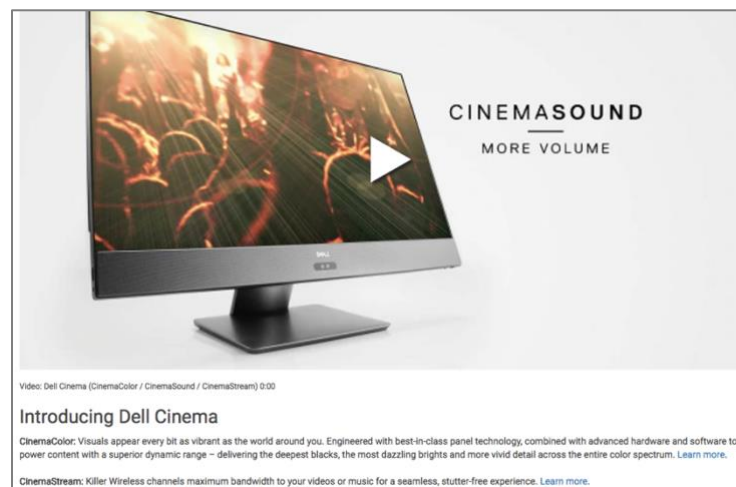 CINEMASOUND
MORE VOLUME
DELL
Video: Dell Cinema (CinemaColor / CinemaSound / CinemaStream) 0:00
Introducing Dell Cinema
CinemaColor: Visuals appear every bit as vibrant as the world around you. Engineered with best-in-class panel technology, combined with advanced hardware and software to
power content with a superior dynamic range – delivering the deepest blacks, the most dazzling brights and more vivid detail across the entire color spectrum. Learn more.
CinemaStream: Killer Wireless channels maximum bandwidth to your videos or music for a seamless, stutter-free experience. Learn more.